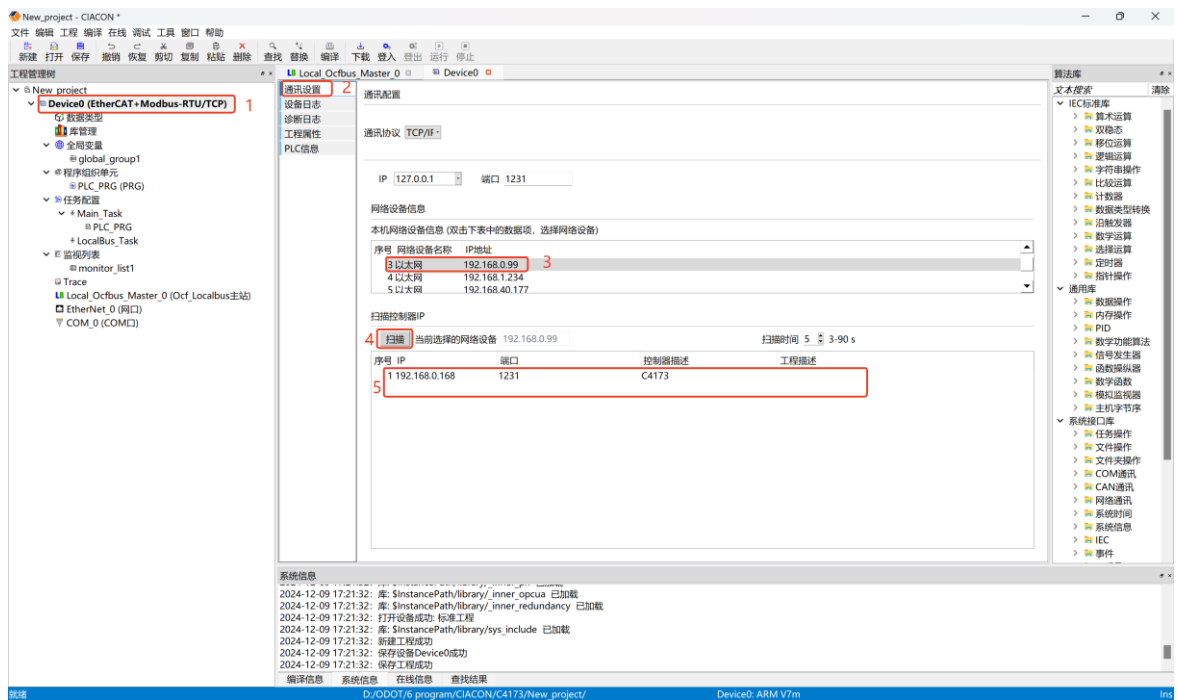 New_project - CIACON *
文件 编辑 工程 编译 在线 调试 工具 窗口 帮助
新建 打开 保存 撤销 恢复 剪切 复制 粘贴 删除 查找 替换 编译 下载 登入 登出 运行 停止
工程管理树
New_project
Device0 (EtherCAT+Modbus-RTU/TCP) 1
数据类型
库管理
全局变量
global_group1
程序组织单元
PLC_PRG (PRG)
任务配置
Main_Task
PLC_PRG
LocalBus_Task
监视列表
monitor_list1
Trace
Local_Ocfbus_Master_0 (Ocf_Localbus主站)
EtherNet_0 (网口)
COM_0 (COM口)
Local_Ocfbus_Master_0 Device0
通讯设置 2
设备日志
诊断日志
工程属性
PLC信息
通讯配置
通讯协议 TCP/IF
IP 127.0.0.1 端口 1231
网络设备信息
本机网络设备信息 (双击下表中的数据项，选择网络设备)
序号 网络设备名称 IP地址
3 以太网 192.168.0.99 3
4 以太网 192.168.1.234
5 以太网 192.168.40.177
扫描控制器IP
4 扫描 当前选择的网络设备 192.168.0.99 扫描时间 5 3-90 s
序号 IP 端口 控制器描述 工程描述
1 192.168.0.168 1231 C4173
5
算法库
文本搜索 清除
IEC标准库
算术运算
双稳态
移位运算
逻辑运算
字符串操作
比较运算
计数器
数据类型转换
沿触发器
数学运算
选择运算
定时器
指针操作
通用库
数据操作
内存操作
PID
数学功能算法
信号发生器
函数操纵器
数学函数
模拟监视器
主机字节序
系统接口库
任务操作
文件操作
文件夹操作
COM通讯
CAN通讯
网络通讯
系统时间
系统信息
IEC
事件
系统信息
2024-12-09 17:21:32: 库: $InstancePath/library/_inner_opcua 已加载
2024-12-09 17:21:32: 库: $InstancePath/library/_inner_redundancy 已加载
2024-12-09 17:21:32: 打开设备成功: 标准工程
2024-12-09 17:21:32: 库: $InstancePath/library/sys_include 已加载
2024-12-09 17:21:32: 新建工程成功
2024-12-09 17:21:32: 保存设备Device0成功
2024-12-09 17:21:32: 保存工程成功
编译信息 系统信息 在线信息 查找结果
就绪 D:/ODOT/6 program/CIACON/C4173/New_project/ Device0: ARM V7m Ins